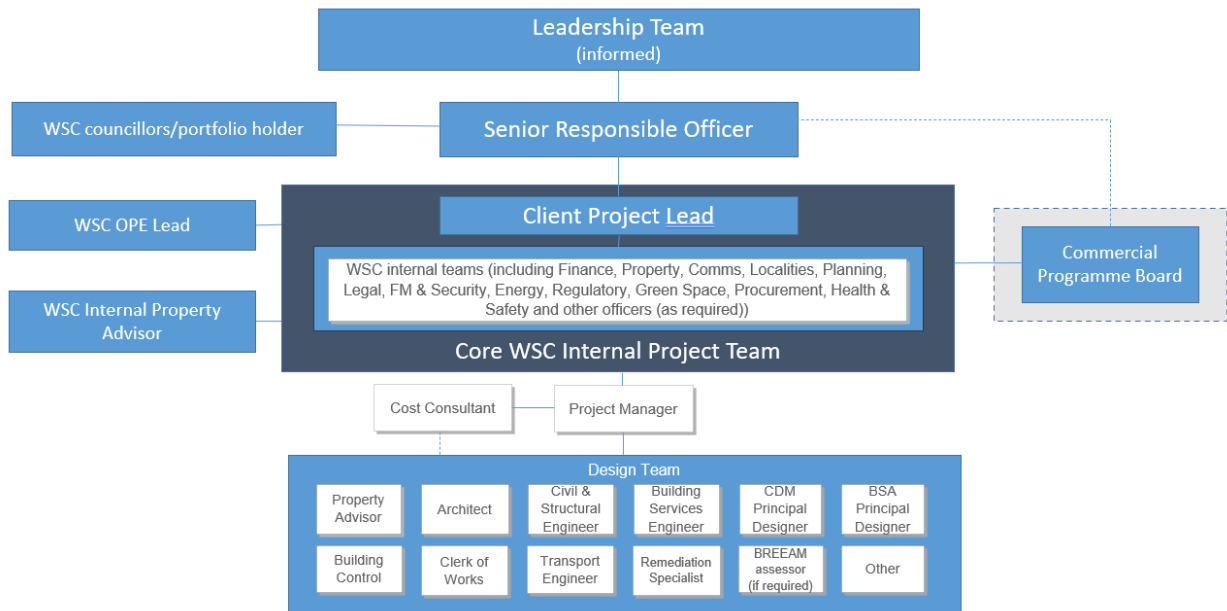 Leadership Team
(informed)
WSC councillors/portfolio holder
Senior Responsible Officer
WSC OPE Lead
Client Project Lead
Commercial
Programme Board
WSC internal teams (including Finance, Property, Comms, Localities, Planning,
Legal, FM & Security, Energy, Regulatory, Green Space, Procurement, Health &
Safety and other officers (as required))
WSC Internal Property
Advisor
Core WSC Internal Project Team
Cost Consultant
Project Manager
Design Team
Property
Advisor
Architect
Civil &
Structural
Engineer
Building
Services
Engineer
CDM
Principal
Designer
BSA
Principal
Designer
Building
Control
Clerk of
Works
Transport
Engineer
Remediation
Specialist
BREEAM
assessor
(if required)
Other